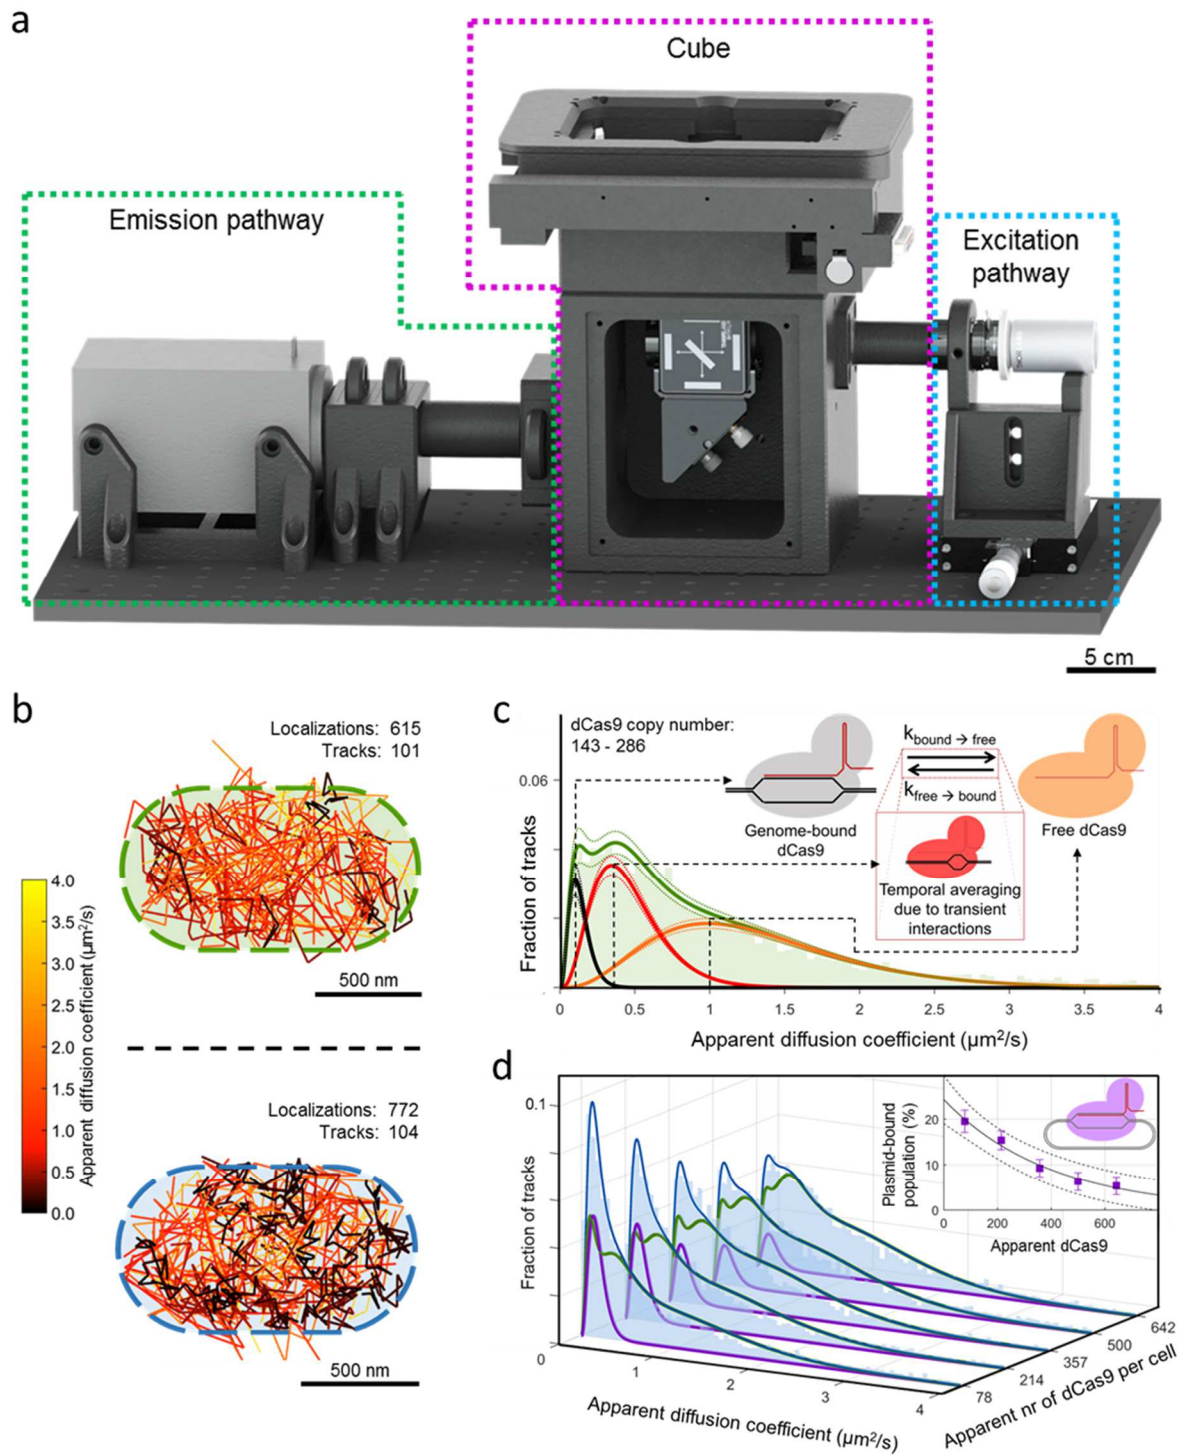 a
Cube
Emission pathway
Excitation
pathway
5 cm
b
Localizations: 615
Tracks: 101
500 nm
4.0
3.5
3.0
2.5
2.0
1.5
1.0
0.5
0.0
Apparent diffusion coefficient (µm²/s)
Localizations: 772
Tracks: 104
500 nm
c
dCas9 copy number:
143 - 286
0.06
Fraction of tracks
Genome-bound
dCas9
k bound → free
k free → bound
Free dCas9
Temporal averaging
due to transient
interactions
0 0.5 1 1.5 2 2.5 3 3.5 4
Apparent diffusion coefficient (µm²/s)
d
0.1
0
Fraction of tracks
Plasmid-bound
population (%)
20
10
0
0 200 400 600
Apparent dCas9
0 1 2 3 4
Apparent diffusion coefficient (µm²/s)
78 214 357 500 642
Apparent nr of dCas9 per cell